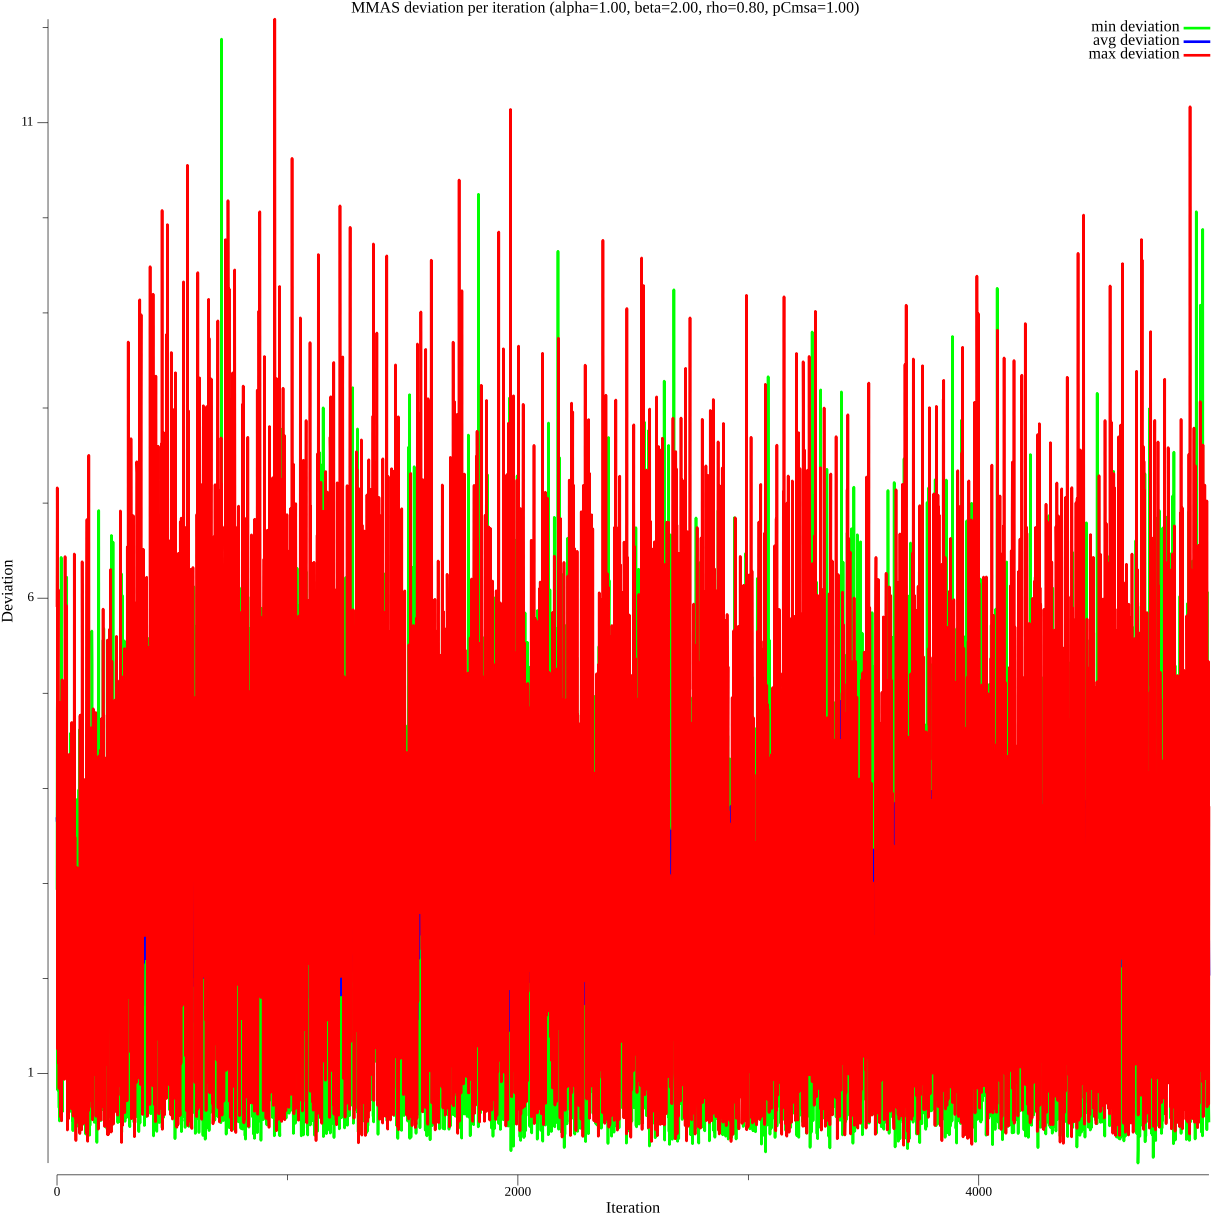 MMAS deviation per iteration (alpha=1.00, beta=2.00, rho=0.80, pCmsa=1.00)
min deviation
avg deviation
max deviation
11
6
1
Deviation
0
2000
4000
Iteration